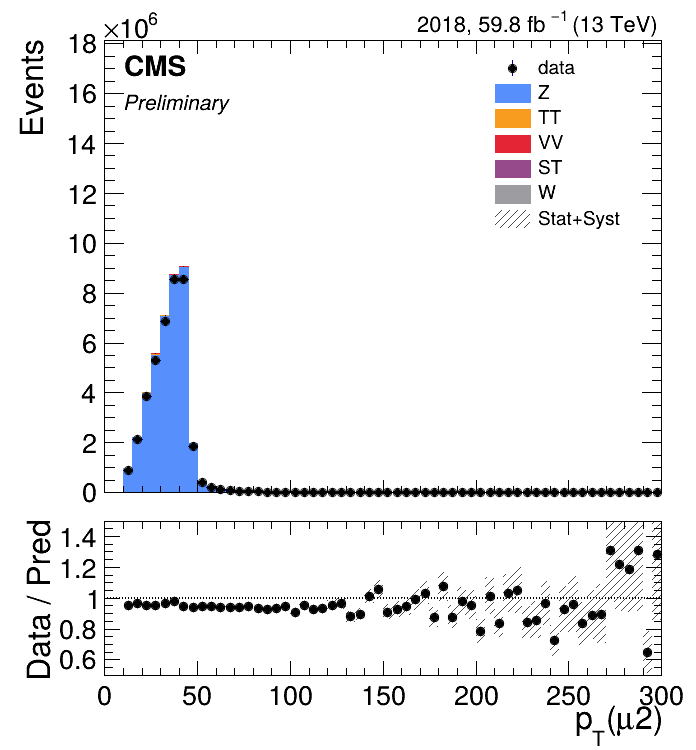 ×10⁶
2018, 59.8 fb⁻¹ (13 TeV)
CMS
Preliminary
Events
18
16
14
12
10
8
6
4
2
0
data
Z
TT
VV
ST
W
Stat+Syst
Data / Pred
1.4
1.2
1
0.8
0.6
0 50 100 150 200 250 300
p_T(μ2)